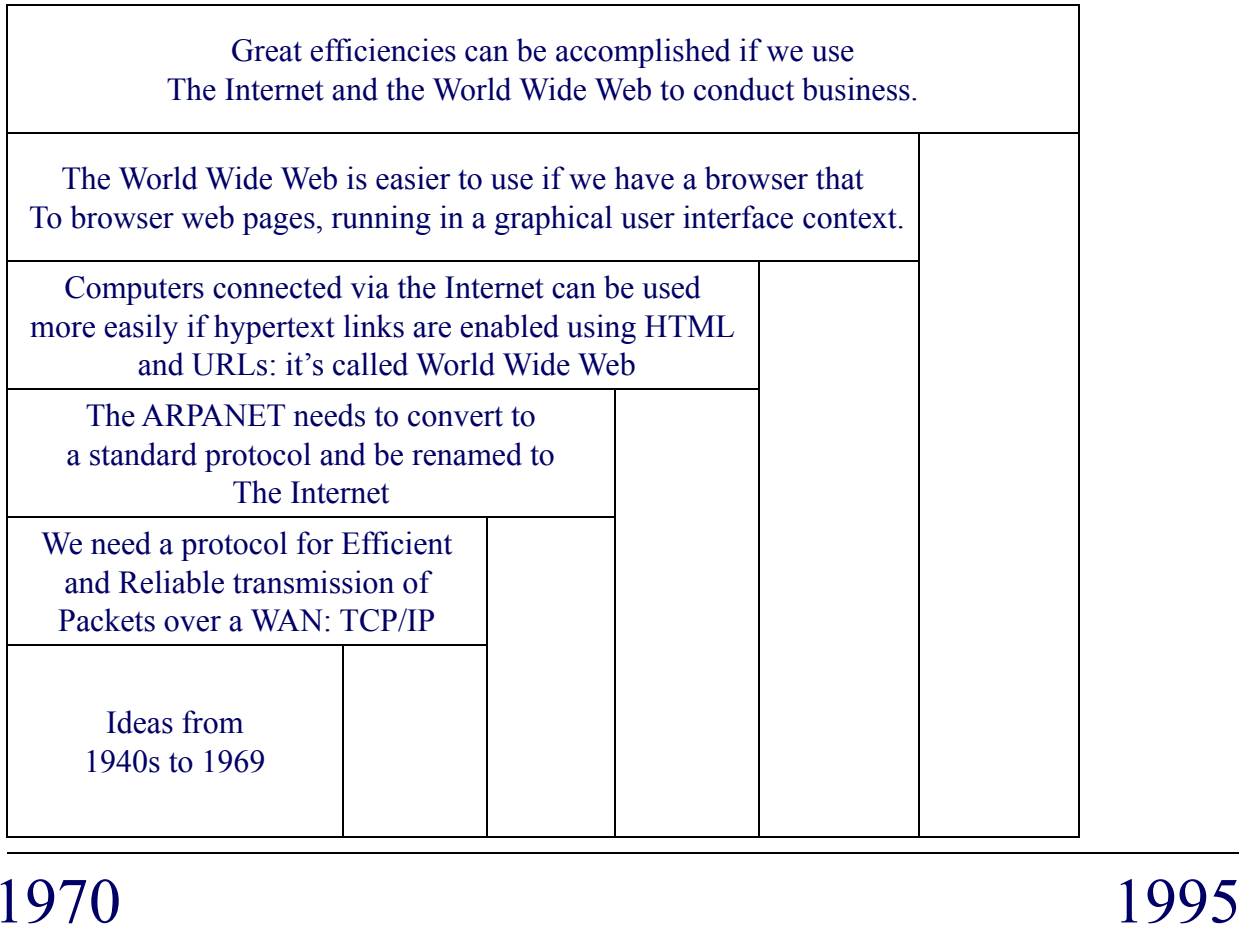 Great efficiencies can be accomplished if we use
The Internet and the World Wide Web to conduct business.
The World Wide Web is easier to use if we have a browser that
To browser web pages, running in a graphical user interface context.
Computers connected via the Internet can be used
more easily if hypertext links are enabled using HTML
and URLs: it’s called World Wide Web
The ARPANET needs to convert to
a standard protocol and be renamed to
The Internet
We need a protocol for Efficient
and Reliable transmission of
Packets over a WAN: TCP/IP
Ideas from
1940s to 1969
1970
1995